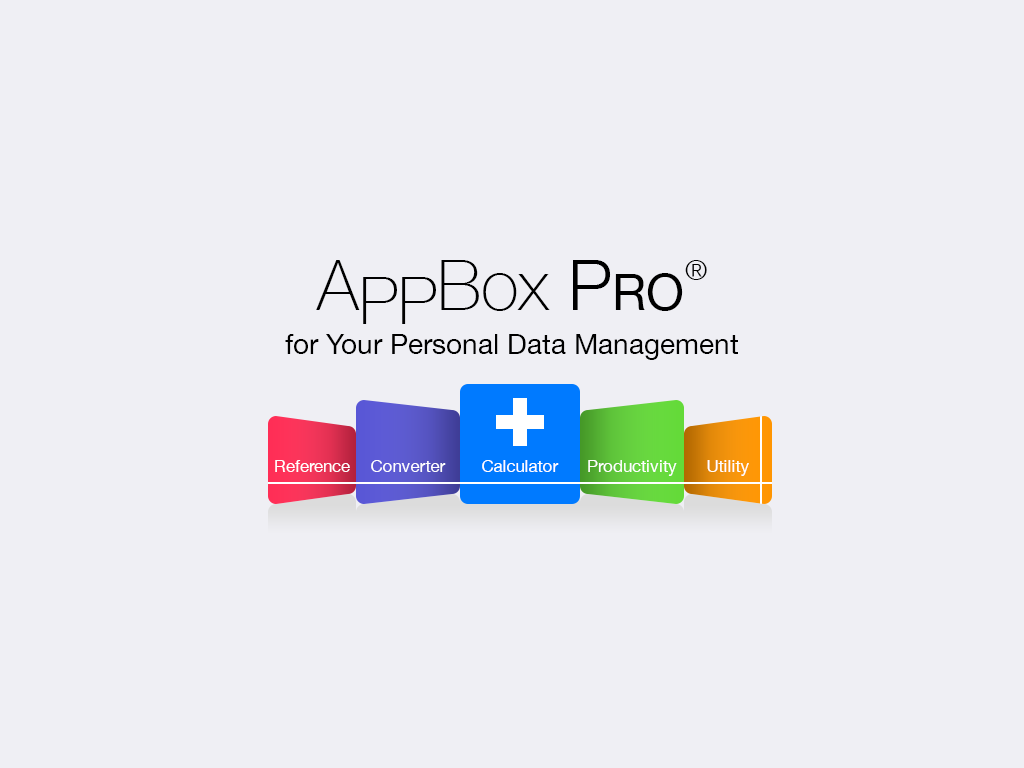 AppBox Pro®
for Your Personal Data Management
Reference Converter Calculator Productivity Utility